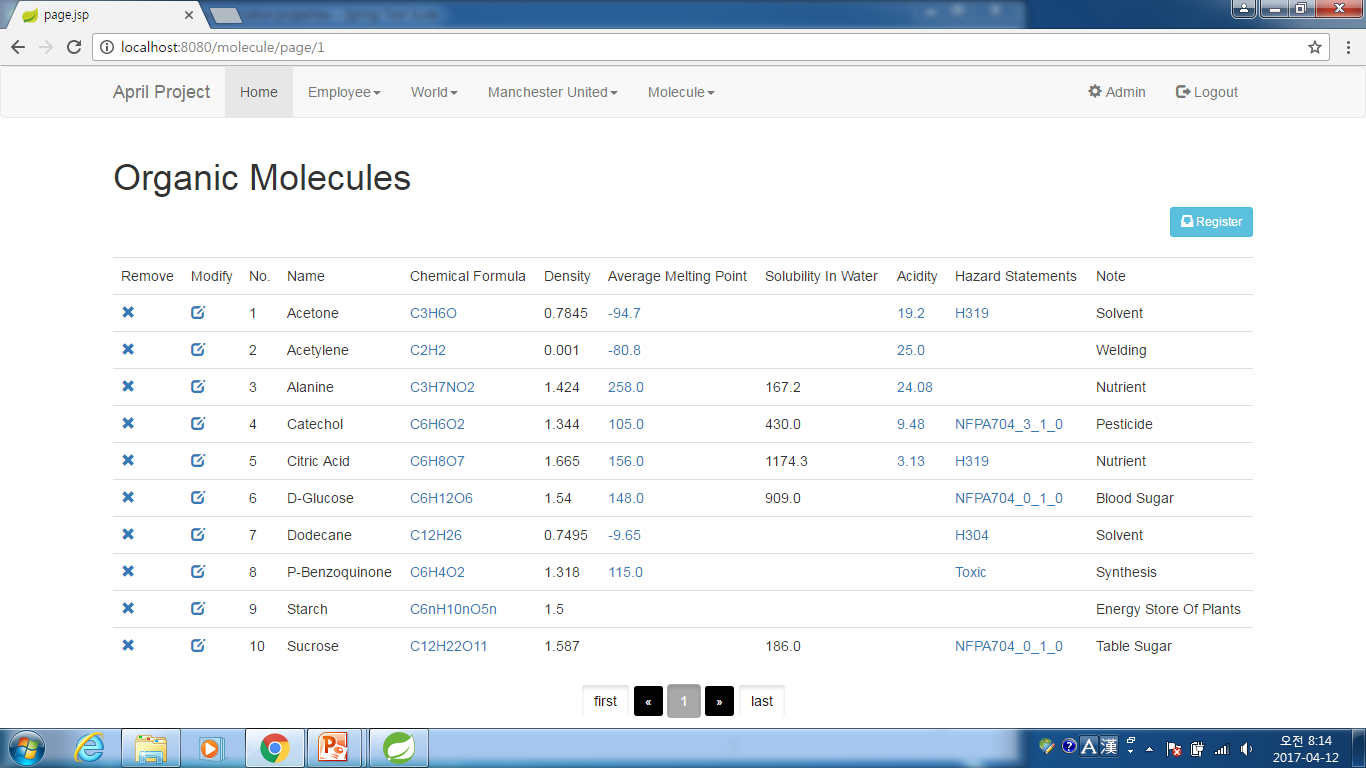 page.jsp
localhost:8080/molecule/page/1
April Project Home Employee World Manchester United Molecule Admin Logout
Organic Molecules
Register
Remove Modify No. Name Chemical Formula Density Average Melting Point Solubility In Water Acidity Hazard Statements Note
1 Acetone C3H6O 0.7845 -94.7 19.2 H319 Solvent
2 Acetylene C2H2 0.001 -80.8 25.0 Welding
3 Alanine C3H7NO2 1.424 258.0 167.2 24.08 Nutrient
4 Catechol C6H6O2 1.344 105.0 430.0 9.48 NFPA704_3_1_0 Pesticide
5 Citric Acid C6H8O7 1.665 156.0 1174.3 3.13 H319 Nutrient
6 D-Glucose C6H12O6 1.54 148.0 909.0 NFPA704_0_1_0 Blood Sugar
7 Dodecane C12H26 0.7495 -9.65 H304 Solvent
8 P-Benzoquinone C6H4O2 1.318 115.0 Toxic Synthesis
9 Starch C6nH10nO5n 1.5 Energy Store Of Plants
10 Sucrose C12H22O11 1.587 186.0 NFPA704_0_1_0 Table Sugar
first « 1 » last
A 漢 오전 8:14
2017-04-12